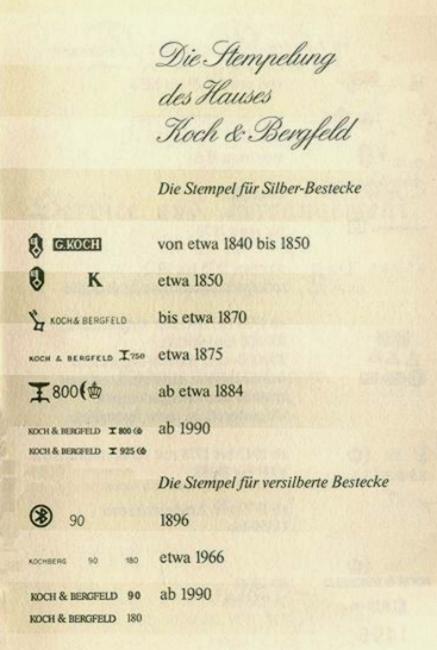 Die Stempelung
des Hauses
Koch & Bergfeld
Die Stempel für Silber-Bestecke
G.KOCH von etwa 1840 bis 1850
K etwa 1850
KOCH & BERGFELD bis etwa 1870
KOCH & BERGFELD 750 etwa 1875
800 ab etwa 1884
KOCH & BERGFELD 800 ab 1990
KOCH & BERGFELD 925
Die Stempel für versilberte Bestecke
90 1896
KOCHBERG 90 180 etwa 1966
KOCH & BERGFELD 90 ab 1990
KOCH & BERGFELD 180